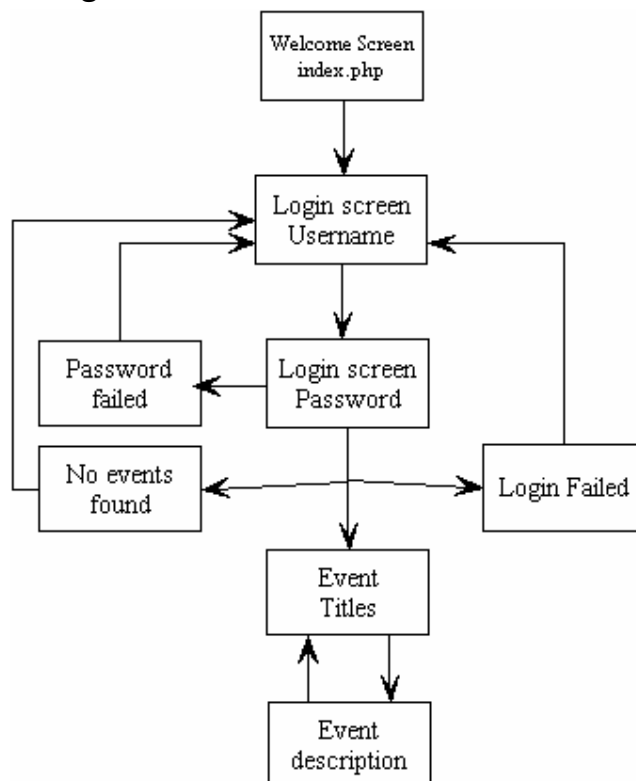 Welcome Screen
index.php
Login screen
Username
Password
failed
Login screen
Password
No events
found
Login Failed
Event
Titles
Event
description